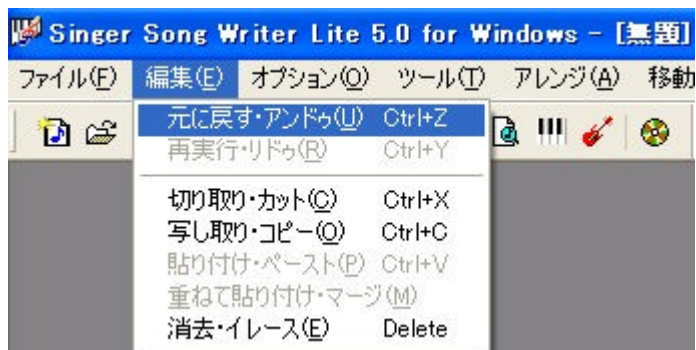 Singer Song Writer Lite 5.0 for Windows - [無題]
ファイル(F) 編集(E) オプション(O) ツール(T) アレンジ(A) 移動
元に戻す・アンドゥ(U) Ctrl+Z
再実行・リドゥ(R) Ctrl+Y
切り取り・カット(C) Ctrl+X
写し取り・コピー(O) Ctrl+C
貼り付け・ペースト(P) Ctrl+V
重ねて貼り付け・マージ(M)
消去・イレース(E) Delete